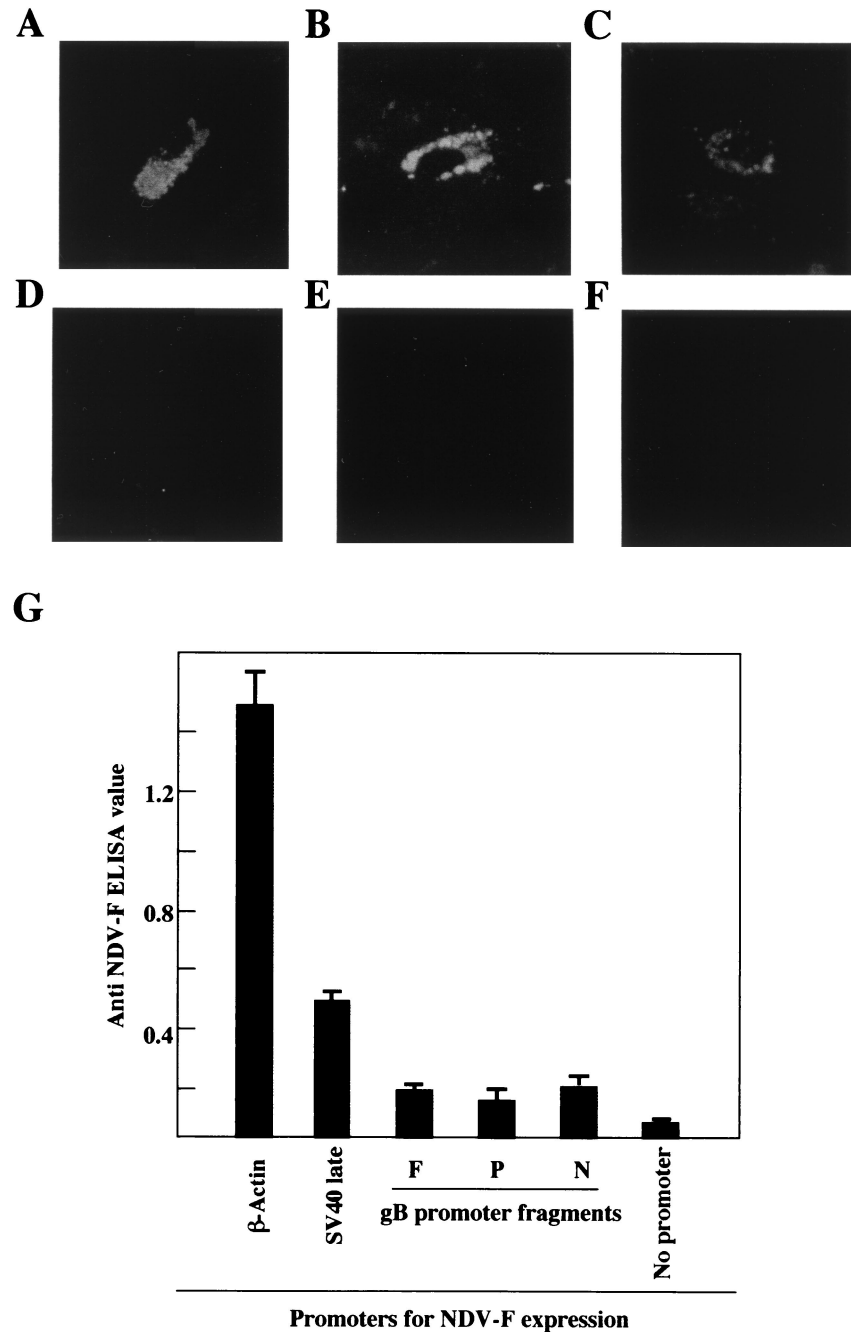 A B C
D E F
G
Anti NDV-F ELISA value
1.2
0.8
0.4
β-Actin
SV40 late
F P N
gB promoter fragments
No promoter
Promoters for NDV-F expression